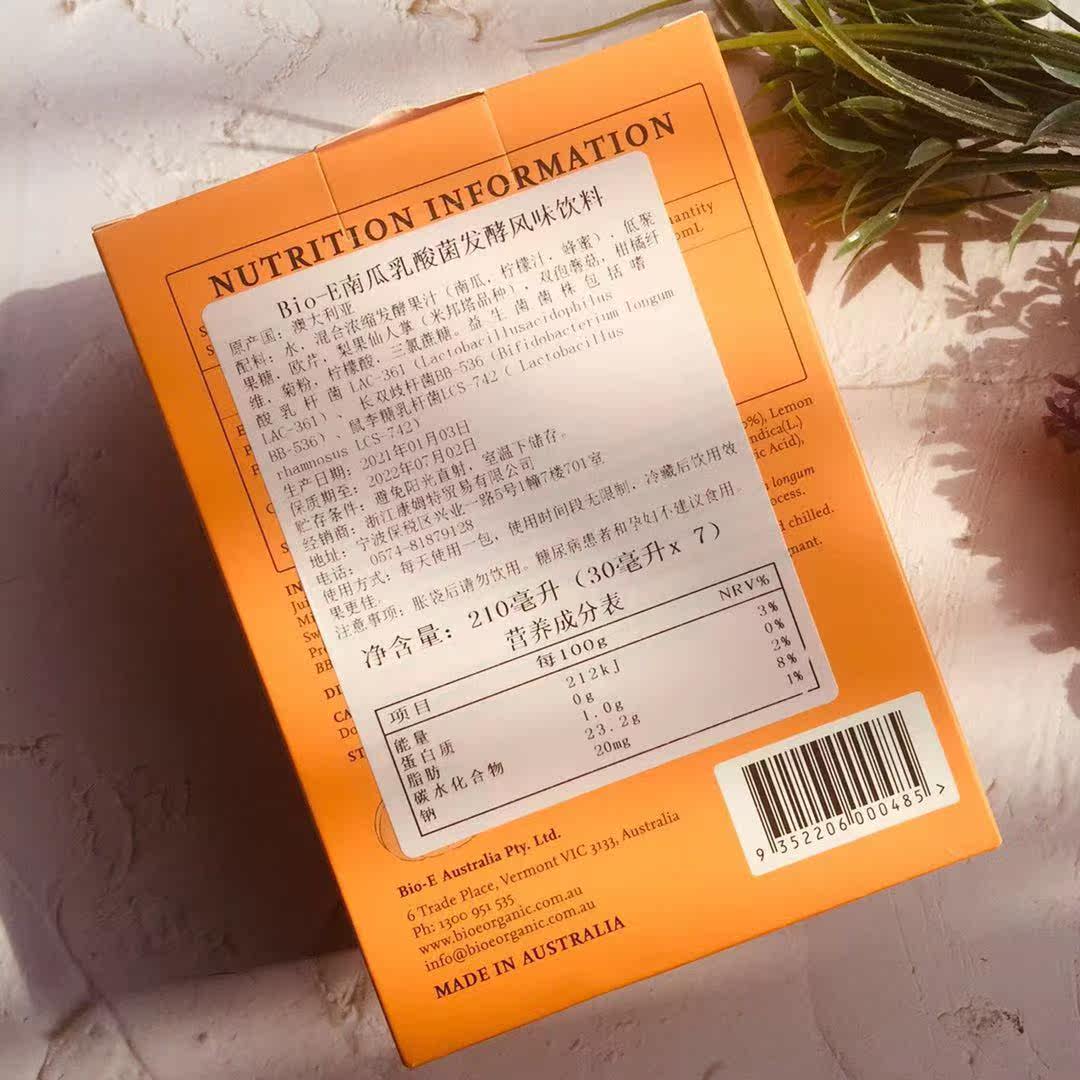 NUTRITION INFORMATION
Bio-E南瓜乳酸菌发酵风味饮料
原产国：澳大利亚
配料：水，混合浓缩发酵果汁（南瓜，柠檬汁，蜂蜜），低聚
果糖，欧芹，梨果仙人掌（米邦塔品种），双孢蘑菇，柑橘纤
维，菊粉，柠檬酸，三氯蔗糖。益生菌菌株包括嗜
酸乳杆菌LAC-361 (Lactobacillusacidophilus
LAC-361)、长双歧杆菌BB-536 (Bifidobacterium longum
BB-536)、鼠李糖乳杆菌LCS-742 ( Lactobacillus
rhamnosus LCS-742)
生产日期：2021年01月03日
保质期至：2022年07月02日
贮存条件：避免阳光直射，室温下储存。
经销商：浙江康姆特贸易有限公司
地址：宁波保税区兴业一路5号1幢7楼701室
电话：0574-81879128
使用方式：每天使用一包，使用时间段无限制；冷藏后饮用效
果更佳。
注意事项：胀袋后请勿饮用。糖尿病患者和孕妇不建议食用。
净含量：210毫升（30毫升x 7）
营养成分表
项目 每100g NRV%
能量 212kJ 3%
蛋白质 0g 0%
脂肪 1.0g 2%
碳水化合物 23.2g 8%
钠 20mg 1%
Lemon
longum
chilled.
Bio-E Australia Pty. Ltd.
6 Trade Place, Vermont VIC 3133, Australia
Ph: 1300 951 535
www.bioeorganic.com.au
info@bioeorganic.com.au
MADE IN AUSTRALIA
9 352206 000485 >